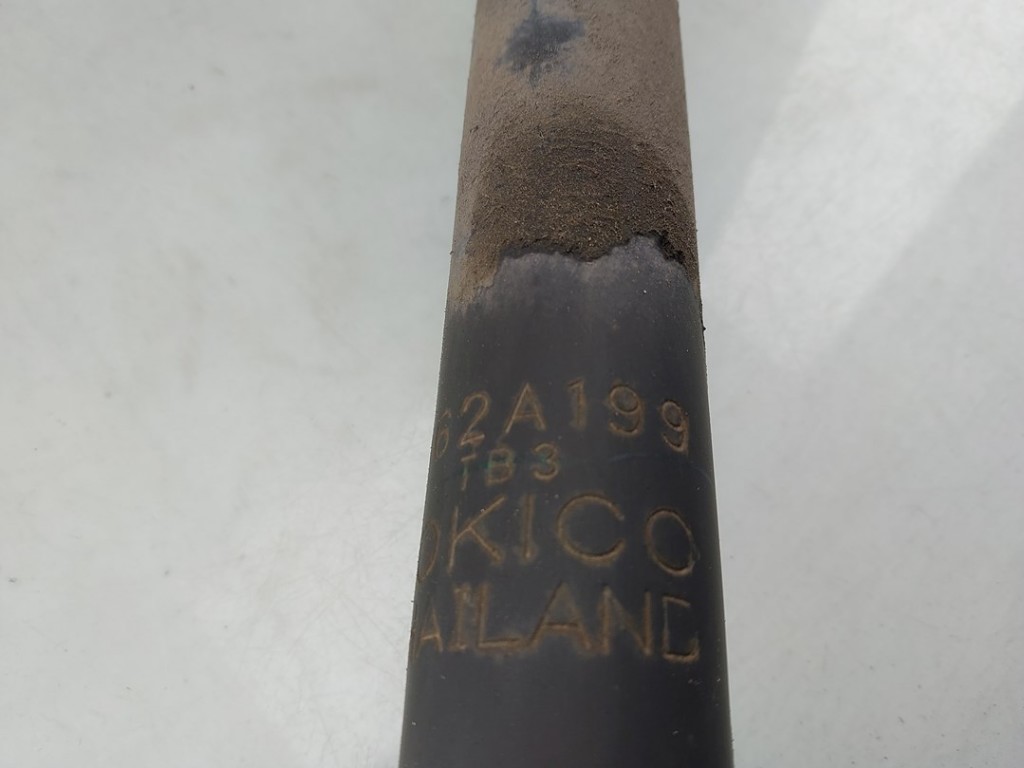 62A199
TB3
OKICO
AILAND